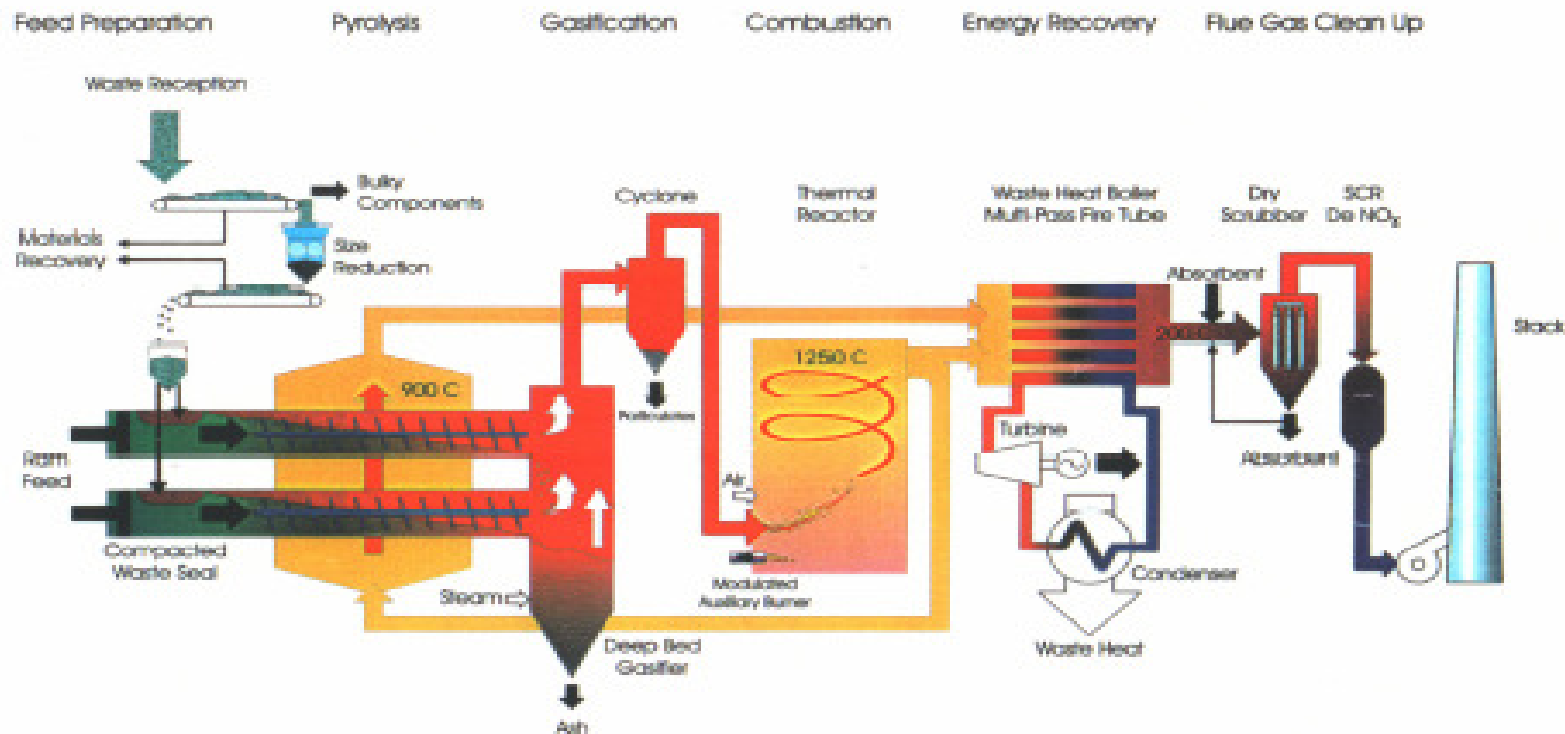 Feed Preparation
Pyrolysis
Gasification
Combustion
Energy Recovery
Flue Gas Clean Up
Waste Reception
Bulky
Components
Materials
Recovery
Size
Reduction
Cyclone
Thermal
Reactor
Waste Heat Boiler
Multi-Pass Fire Tube
Dry
Scrubber
SCR
De NOx
Absorbent
Stack
1250 C
900 C
Particulates
Turbine
Absorbent
Ram
Feed
Air
Compacted
Waste Seal
Modulated
Auxiliary Burner
Condenser
Steam
Deep Bed
Gasifier
Waste Heat
Ash